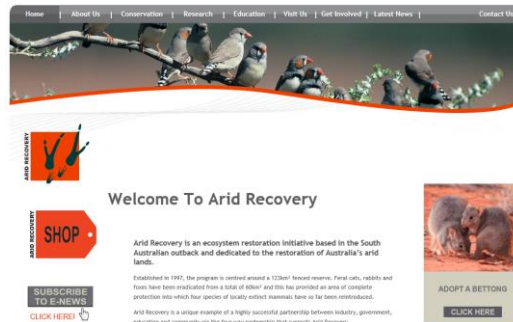 Home | About Us | Conservation | Research | Education | Visit Us | Get Involved | Latest News | Contact Us
ARID RECOVERY
Welcome To Arid Recovery
ARID RECOVERY
SHOP
Arid Recovery is an ecosystem restoration initiative based in the South
Australian outback and dedicated to the restoration of Australia's arid
lands.
Established in 1997, the program is centred around a 123km² fenced reserve. Feral cats, rabbits and
foxes have been eradicated from a total of 60km² and this has provided an area of complete
protection into which four species of locally extinct mammals have so far been reintroduced.
Arid Recovery is a unique example of a highly successful partnership between industry, government,
SUBSCRIBE
TO E-NEWS
CLICK HERE!
ADOPT A BETTONG
CLICK HERE